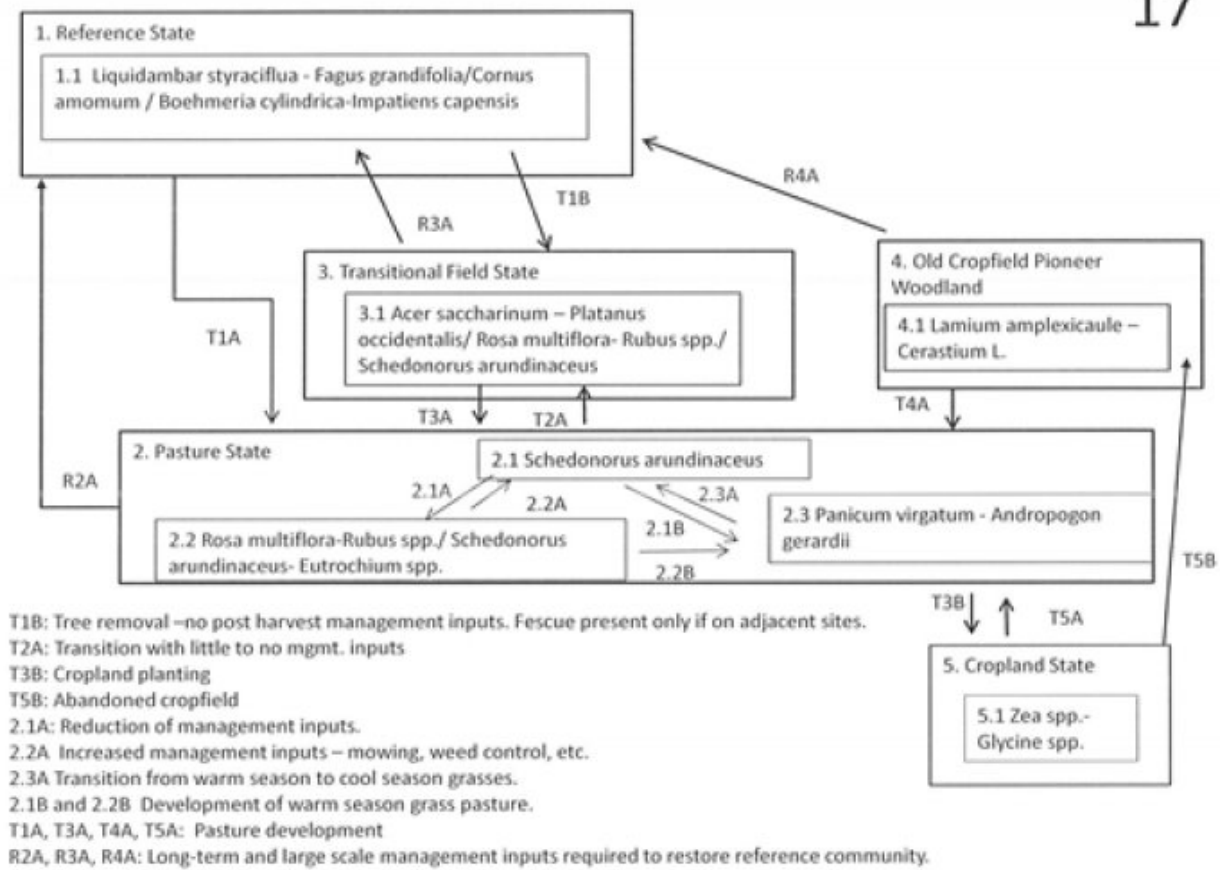 17
1. Reference State
1.1 Liquidambar styraciflua - Fagus grandifolia/Cornus
amomum / Boehmeria cylindrica-Impatiens capensis
R4A
T1B
R3A
3. Transitional Field State
3.1 Acer saccharinum – Platanus
occidentalis/ Rosa multiflora- Rubus spp./
Schedonorus arundinaceus
4. Old Cropfield Pioneer
Woodland
4.1 Lamium amplexicaule –
Cerastium L.
T1A
T3A
T2A
T4A
2. Pasture State
2.1 Schedonorus arundinaceus
R2A
2.1A
2.2A
2.3A
2.1B
2.2 Rosa multiflora-Rubus spp./ Schedonorus
arundinaceus- Eutrochium spp.
2.2B
2.3 Panicum virgatum - Andropogon
gerardii
T5B
T3B
T5A
5. Cropland State
5.1 Zea spp.-
Glycine spp.
T1B: Tree removal –no post harvest management inputs. Fescue present only if on adjacent sites.
T2A: Transition with little to no mgmt. inputs
T3B: Cropland planting
T5B: Abandoned cropfield
2.1A: Reduction of management inputs.
2.2A Increased management inputs – mowing, weed control, etc.
2.3A Transition from warm season to cool season grasses.
2.1B and 2.2B Development of warm season grass pasture.
T1A, T3A, T4A, T5A: Pasture development
R2A, R3A, R4A: Long-term and large scale management inputs required to restore reference community.